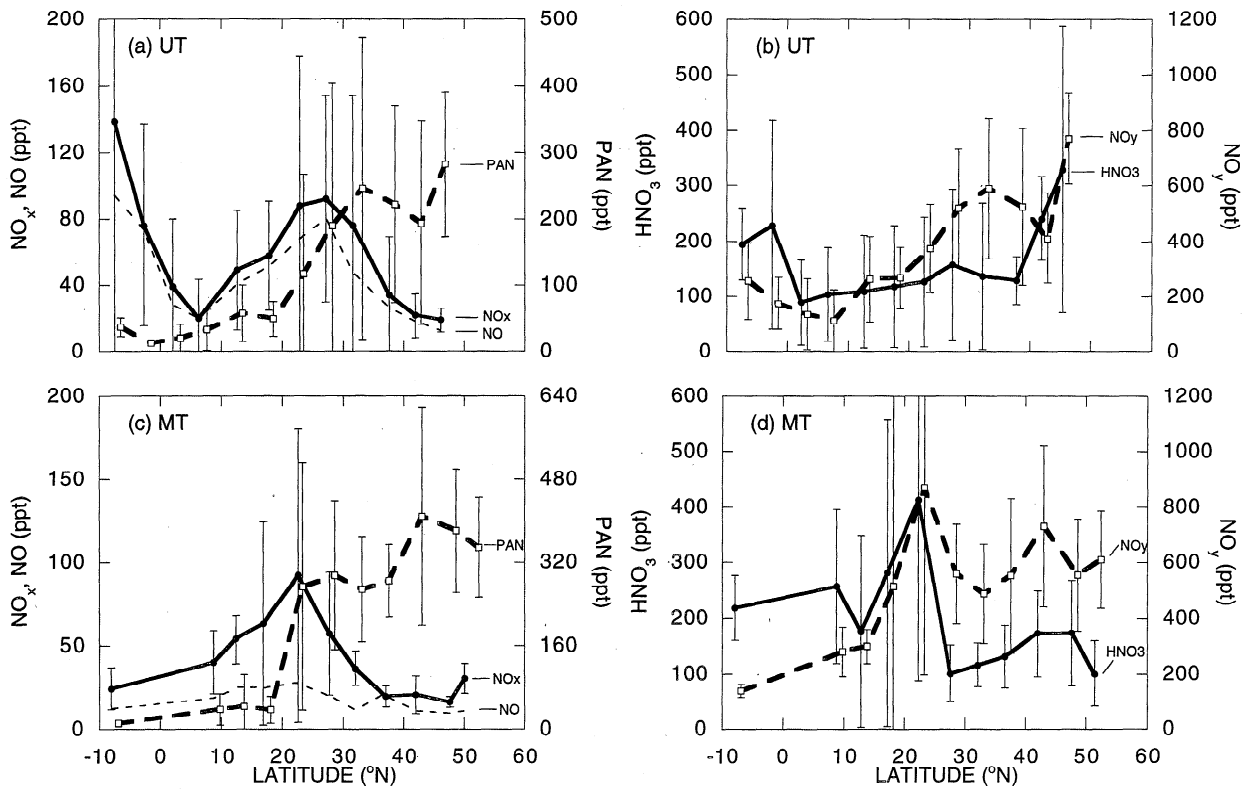 (a) UT
NOx, NO (ppt)
200
160
120
80
40
0
PAN (ppt)
500
400
300
200
100
0
PAN
NOx
NO
(b) UT
HNO3 (ppt)
600
500
400
300
200
100
0
NOy (ppt)
1200
1000
800
600
400
200
0
NOy
HNO3
(c) MT
NOx, NO (ppt)
200
150
100
50
0
PAN (ppt)
640
480
320
160
0
PAN
NOx
NO
-10 0 10 20 30 40 50 60
LATITUDE (°N)
(d) MT
HNO3 (ppt)
600
500
400
300
200
100
0
NOy (ppt)
1200
1000
800
600
400
200
0
NOy
HNO3
-10 0 10 20 30 40 50 60
LATITUDE (°N)